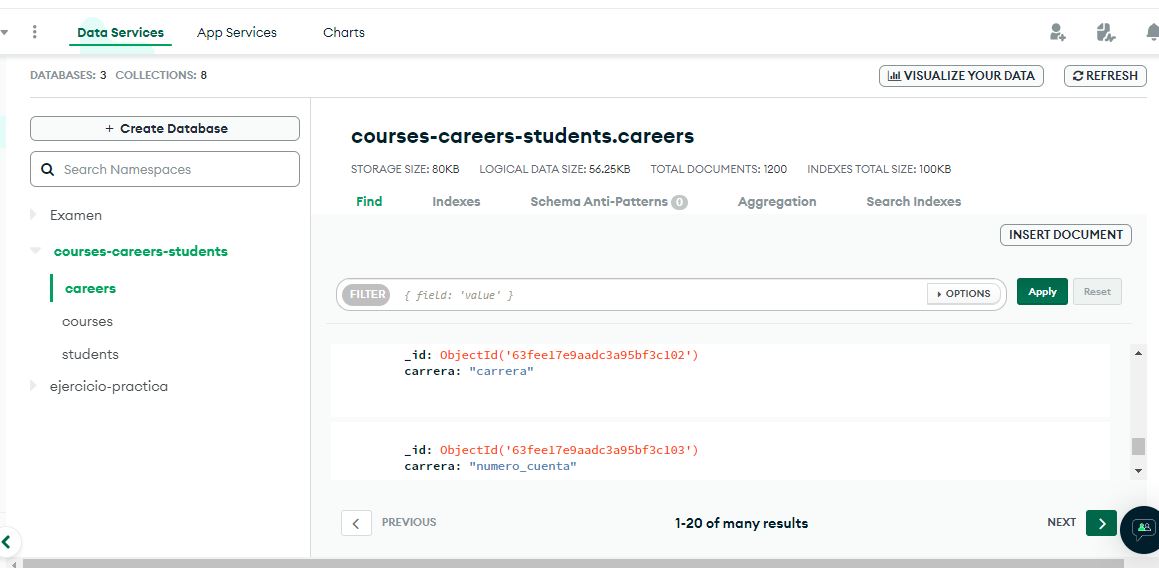 Data Services App Services Charts
DATABASES: 3 COLLECTIONS: 8
VISUALIZE YOUR DATA REFRESH
+ Create Database
Search Namespaces
Examen
courses-careers-students
careers
courses
students
ejercicio-practica
courses-careers-students.careers
STORAGE SIZE: 80KB LOGICAL DATA SIZE: 56.25KB TOTAL DOCUMENTS: 1200 INDEXES TOTAL SIZE: 100KB
Find Indexes Schema Anti-Patterns 0 Aggregation Search Indexes
INSERT DOCUMENT
FILTER { field: 'value' } OPTIONS Apply Reset
_id: ObjectId('63fee17e9aadc3a95bf3c102')
carrera: "carrera"
_id: ObjectId('63fee17e9aadc3a95bf3c103')
carrera: "numero_cuenta"
PREVIOUS 1-20 of many results NEXT